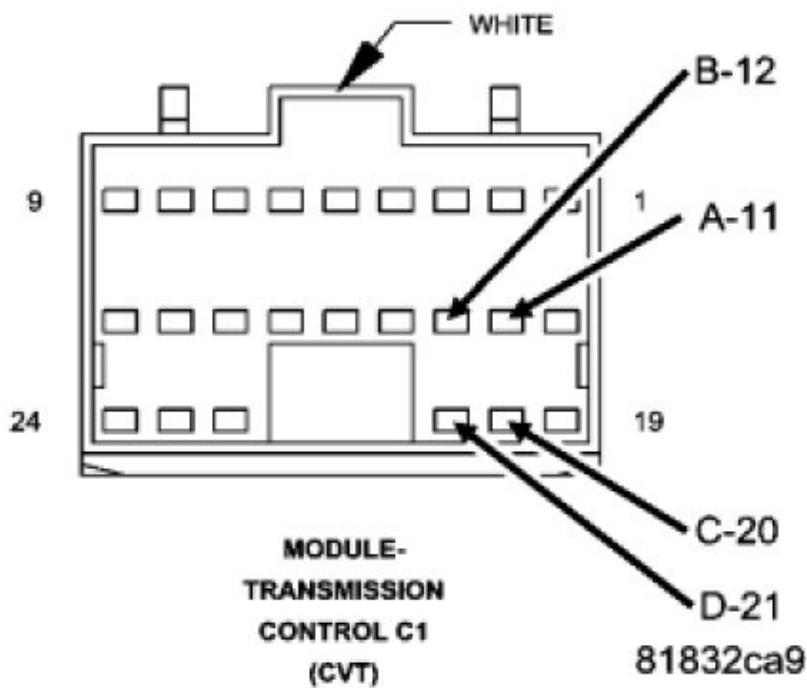 WHITE
B-12
9
1
A-11
24
19
C-20
MODULE-
TRANSMISSION
CONTROL C1
(CVT)
D-21
81832ca9